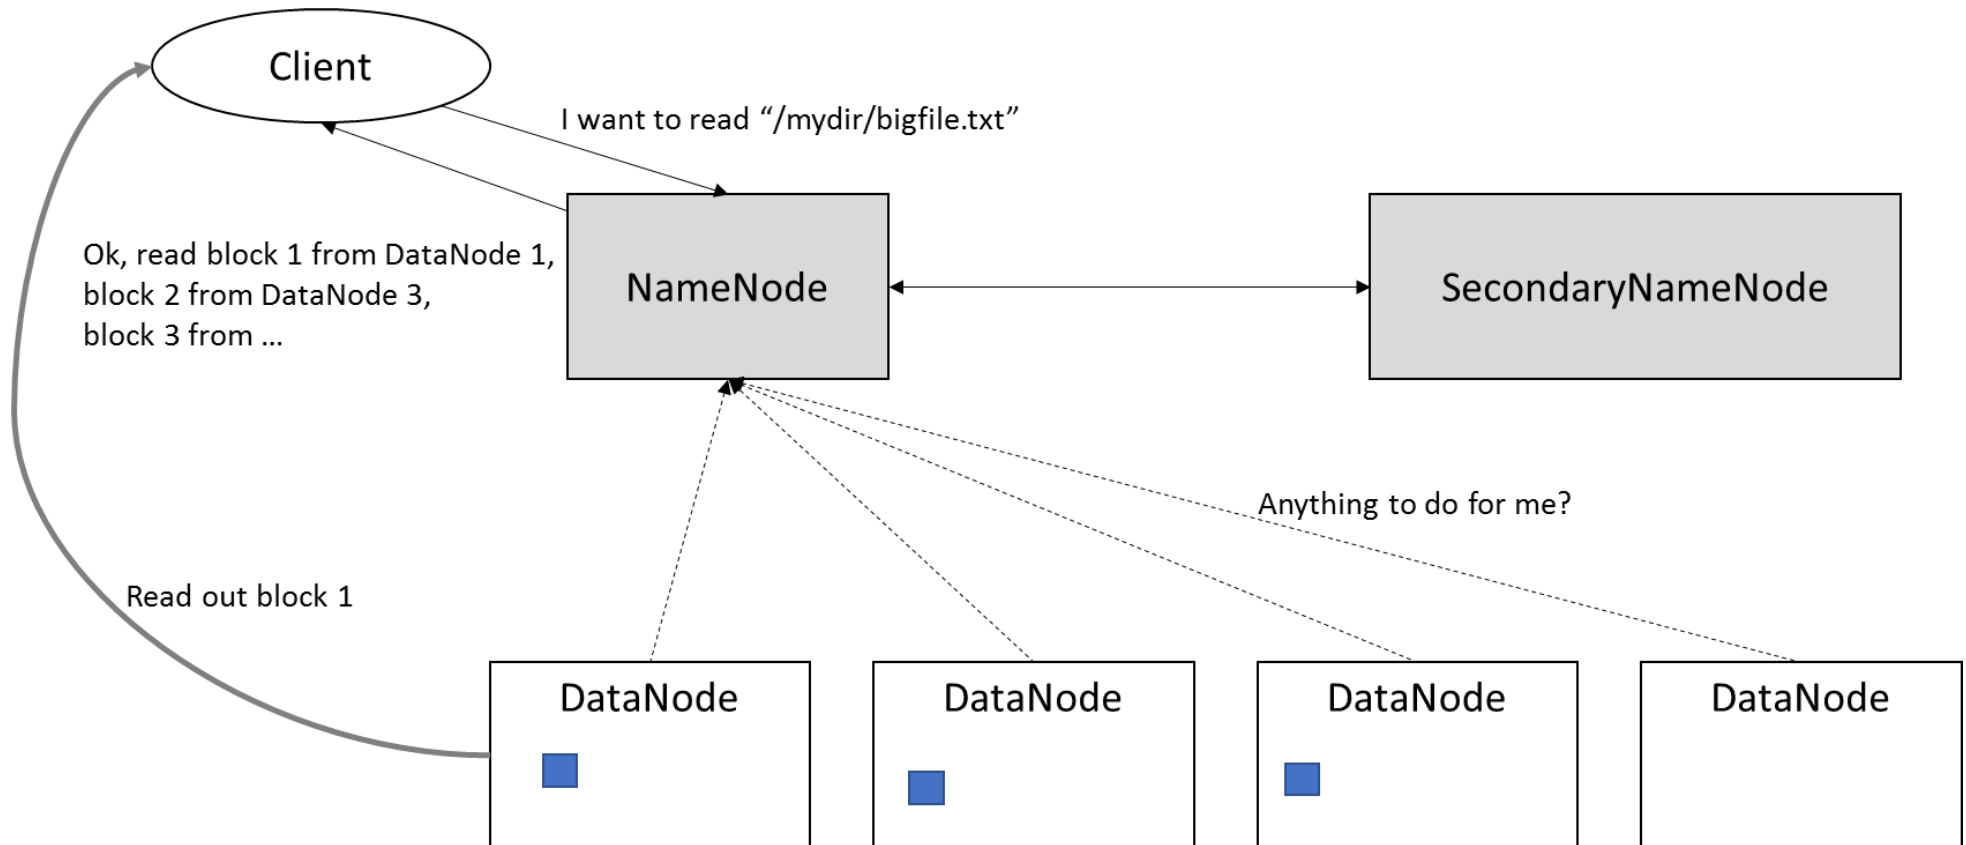 Client
I want to read “/mydir/bigfile.txt”
Ok, read block 1 from DataNode 1,
block 2 from DataNode 3,
block 3 from ...
NameNode
SecondaryNameNode
Anything to do for me?
Read out block 1
DataNode
DataNode
DataNode
DataNode